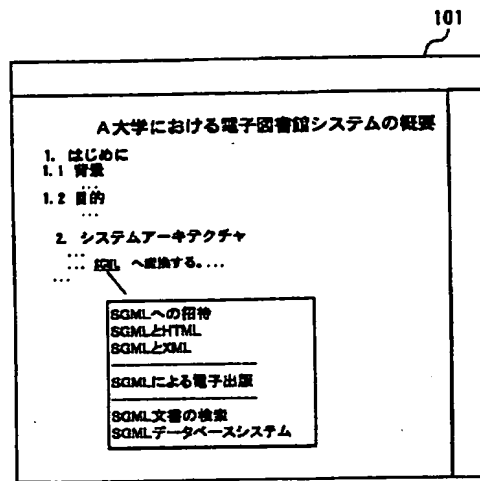 101
A大学における電子図書館システムの概要
1. はじめに
1.1 背景
...
1.2 目的
...
2. システムアーキテクチャ
... SGML へ変換する。...
...
SGMLへの招待
SGMLとHTML
SGMLとXML
SGMLによる電子出版
SGML文書の検索
SGMLデータベースシステム